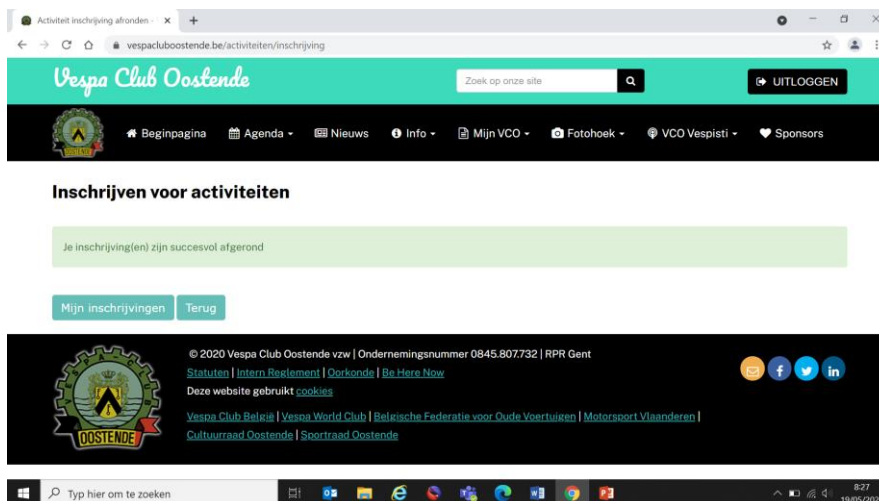 Activiteit inschrijving afronden -
vespacluboostende.be/activiteiten/inschrijving
Vespa Club Oostende
Zoek op onze site
UITLOGGEN
Beginpagina Agenda Nieuws Info Mijn VCO Fotohoek VCO Vespisti Sponsors
Inschrijven voor activiteiten
Je inschrijving(en) zijn succesvol afgerond
Mijn inschrijvingen Terug
© 2020 Vespa Club Oostende vzw | Ondernemingsnummer 0845.807.732 | RPR Gent
Statuten | Intern Reglement | Oorkonde | Be Here Now
Deze website gebruikt cookies
Vespa Club België | Vespa World Club | Belgische Federatie voor Oude Voertuigen | Motorsport Vlaanderen |
Cultuurraad Oostende | Sportraad Oostende
OOSTENDE
Typ hier om te zoeken
8:27
19/05/202